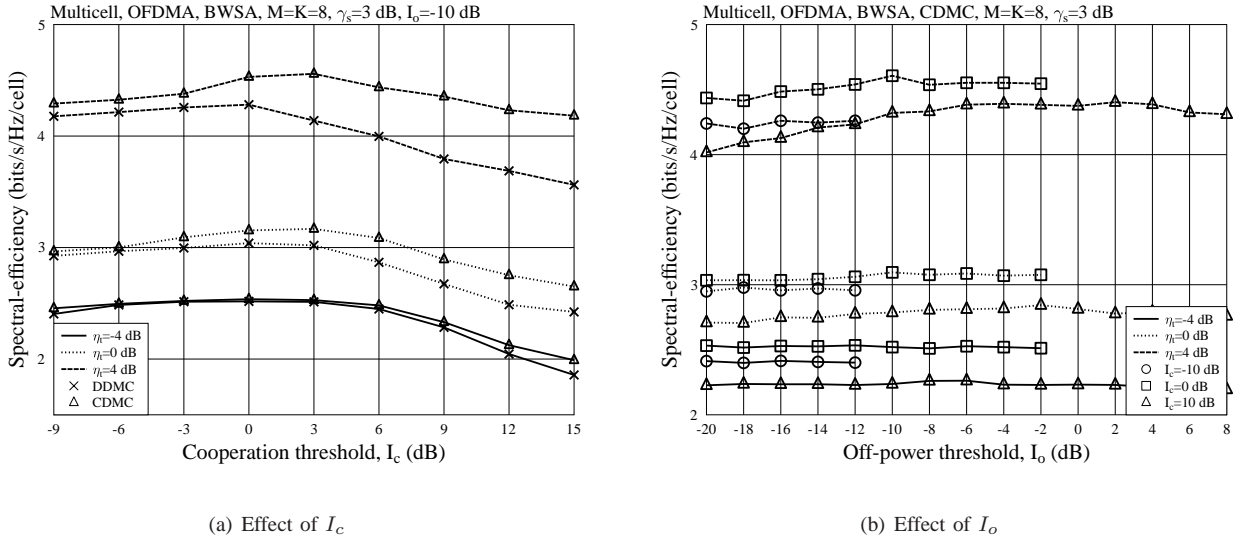 Multicell, OFDMA, BWSA, M=K=8, γs=3 dB, Io=-10 dB
Spectral-efficiency (bits/s/Hz/cell)
5
4
3
2
ηt=-4 dB
ηt=0 dB
ηt=4 dB
DDMC
CDMC
-9 -6 -3 0 3 6 9 12 15
Cooperation threshold, Ic (dB)
(a) Effect of Ic
Multicell, OFDMA, BWSA, CDMC, M=K=8, γs=3 dB
Spectral-efficiency (bits/s/Hz/cell)
5
4
3
2
ηt=-4 dB
ηt=0 dB
ηt=4 dB
Ic=-10 dB
Ic=0 dB
Ic=10 dB
-20 -18 -16 -14 -12 -10 -8 -6 -4 -2 0 2 4 6 8
Off-power threshold, Io (dB)
(b) Effect of Io